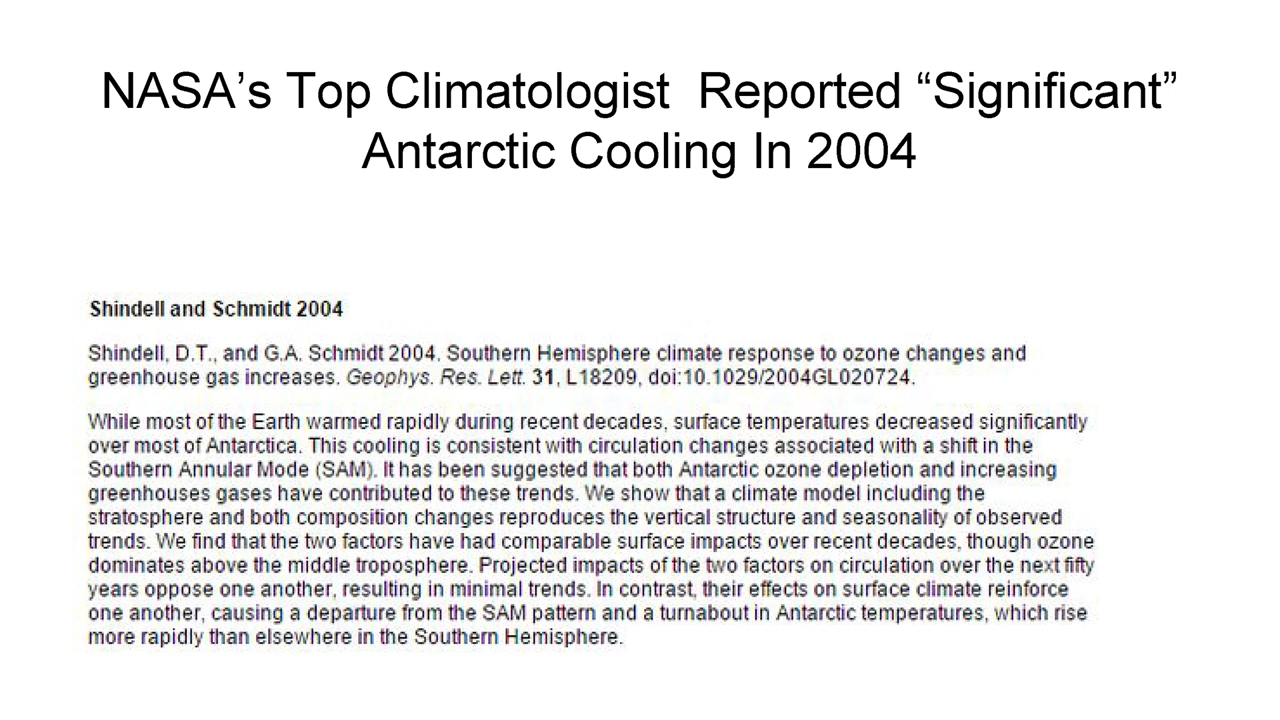 NASA’s Top Climatologist  Reported “Significant”
Antarctic Cooling In 2004
Shindell and Schmidt 2004
Shindell, D.T., and G.A. Schmidt 2004. Southern Hemisphere climate response to ozone changes and
greenhouse gas increases. Geophys. Res. Lett. 31, L18209, doi:10.1029/2004GL020724.
While most of the Earth warmed rapidly during recent decades, surface temperatures decreased significantly
over most of Antarctica. This cooling is consistent with circulation changes associated with a shift in the
Southern Annular Mode (SAM). It has been suggested that both Antarctic ozone depletion and increasing
greenhouses gases have contributed to these trends. We show that a climate model including the
stratosphere and both composition changes reproduces the vertical structure and seasonality of observed
trends. We find that the two factors have had comparable surface impacts over recent decades, though ozone
dominates above the middle troposphere. Projected impacts of the two factors on circulation over the next fifty
years oppose one another, resulting in minimal trends. In contrast, their effects on surface climate reinforce
one another, causing a departure from the SAM pattern and a turnabout in Antarctic temperatures, which rise
more rapidly than elsewhere in the Southern Hemisphere.